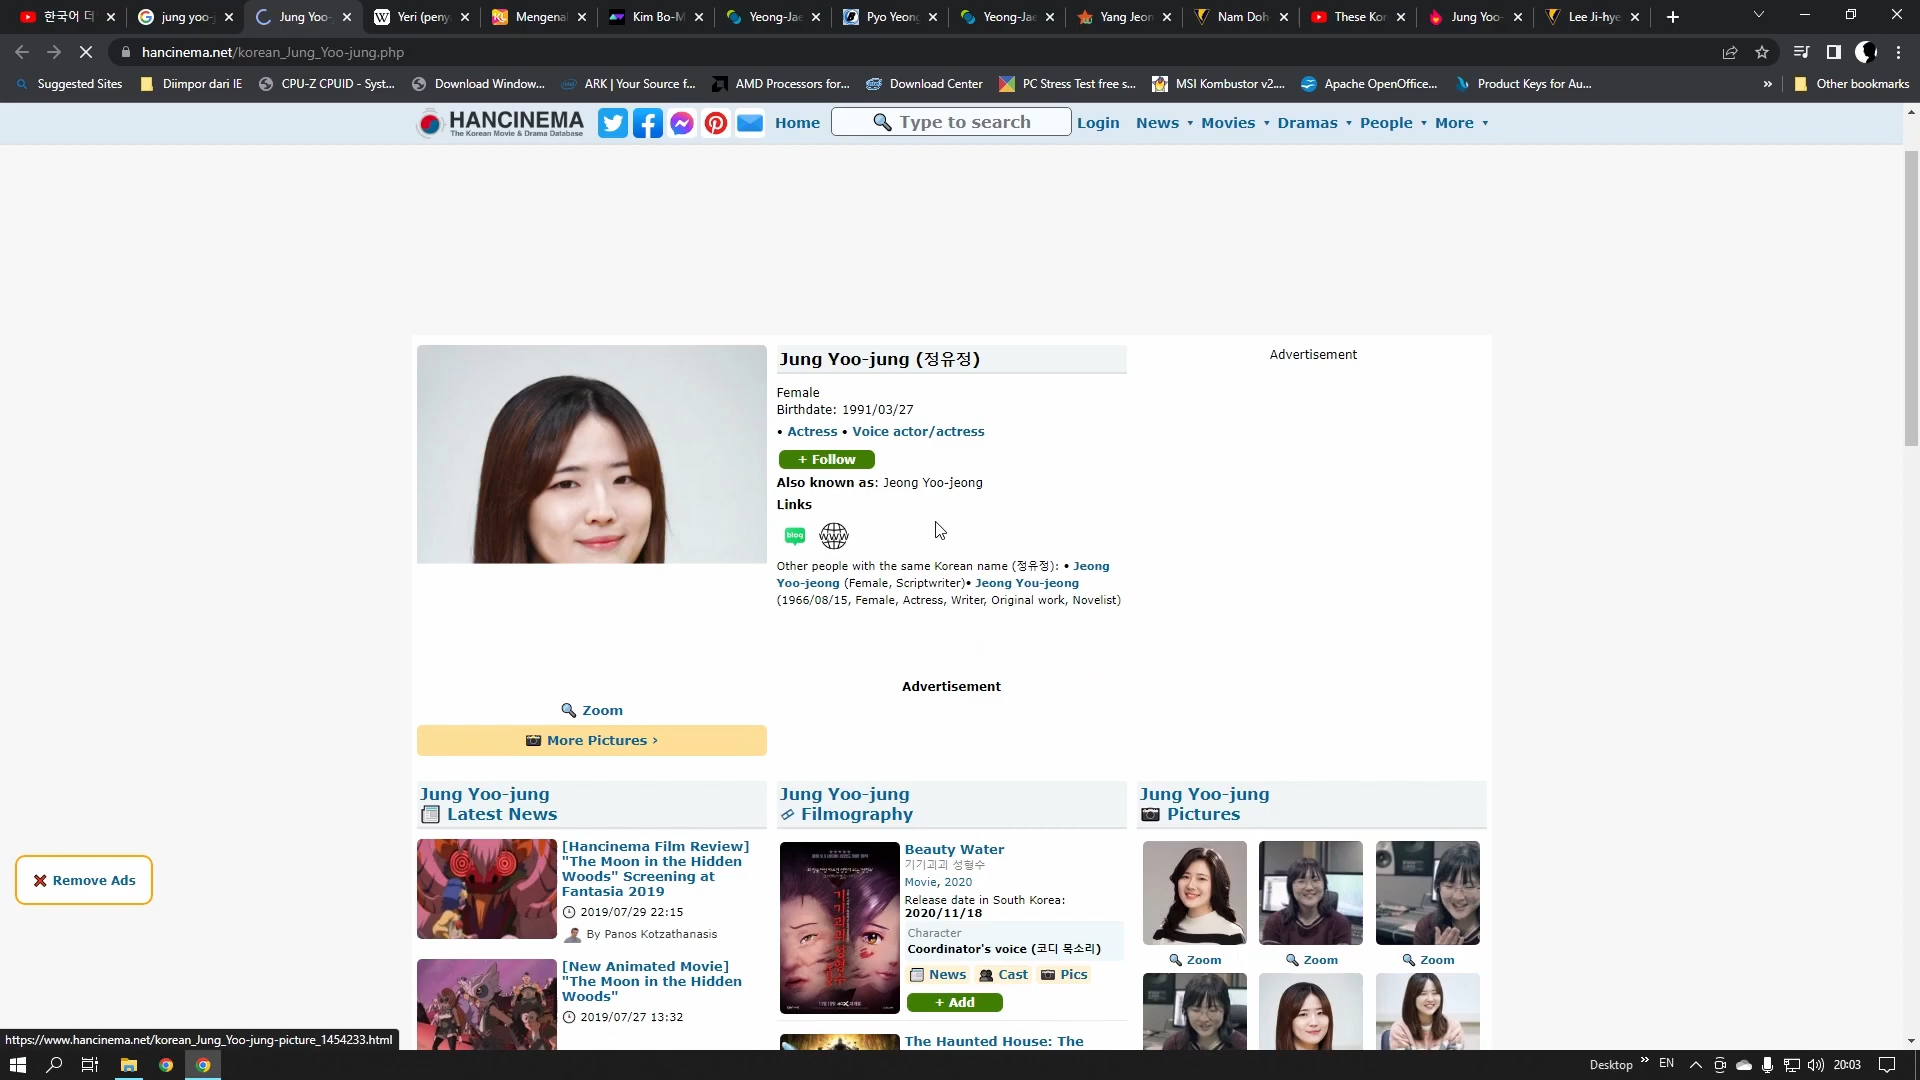 한국어 더
jung yoo-j
Jung Yoo-
Yeri (peny
Mengenal
Kim Bo-M
Yeong-Jae
Pyo Yeong
Yeong-Jae
Yang Jeon
Nam Doh
These Kor
Jung Yoo-
Lee Ji-hye
hancinema.net/korean_Jung_Yoo-jung.php
Suggested Sites
Diimpor dari IE
CPU-Z CPUID - Syst...
Download Window...
ARK | Your Source f...
AMD Processors for...
Download Center
PC Stress Test free s...
MSI Kombustor v2....
Apache OpenOffice...
Product Keys for Au...
»
Other bookmarks
HANCINEMA
The Korean Movie & Drama Database
Home
Type to search
Login
News
Movies
Dramas
People
More
Jung Yoo-jung (정유정)
Female
Birthdate: 1991/03/27
• Actress • Voice actor/actress
+ Follow
Also known as: Jeong Yoo-jeong
Links
blog
www
Other people with the same Korean name (정유정): • Jeong
Yoo-jeong (Female, Scriptwriter)• Jeong You-jeong
(1966/08/15, Female, Actress, Writer, Original work, Novelist)
Advertisement
Advertisement
Zoom
More Pictures ›
Jung Yoo-jung
Latest News
[Hancinema Film Review]
"The Moon in the Hidden
Woods" Screening at
Fantasia 2019
2019/07/29 22:15
By Panos Kotzathanasis
[New Animated Movie]
"The Moon in the Hidden
Woods"
2019/07/27 13:32
Jung Yoo-jung
Filmography
Beauty Water
기기괴괴 성형수
Movie, 2020
Release date in South Korea:
2020/11/18
Character
Coordinator's voice (코디 목소리)
News
Cast
Pics
+ Add
The Haunted House: The
Jung Yoo-jung
Pictures
Zoom
Zoom
Zoom
Remove Ads
https://www.hancinema.net/korean_Jung_Yoo-jung-picture_1454233.html
Desktop
»
EN
20:03